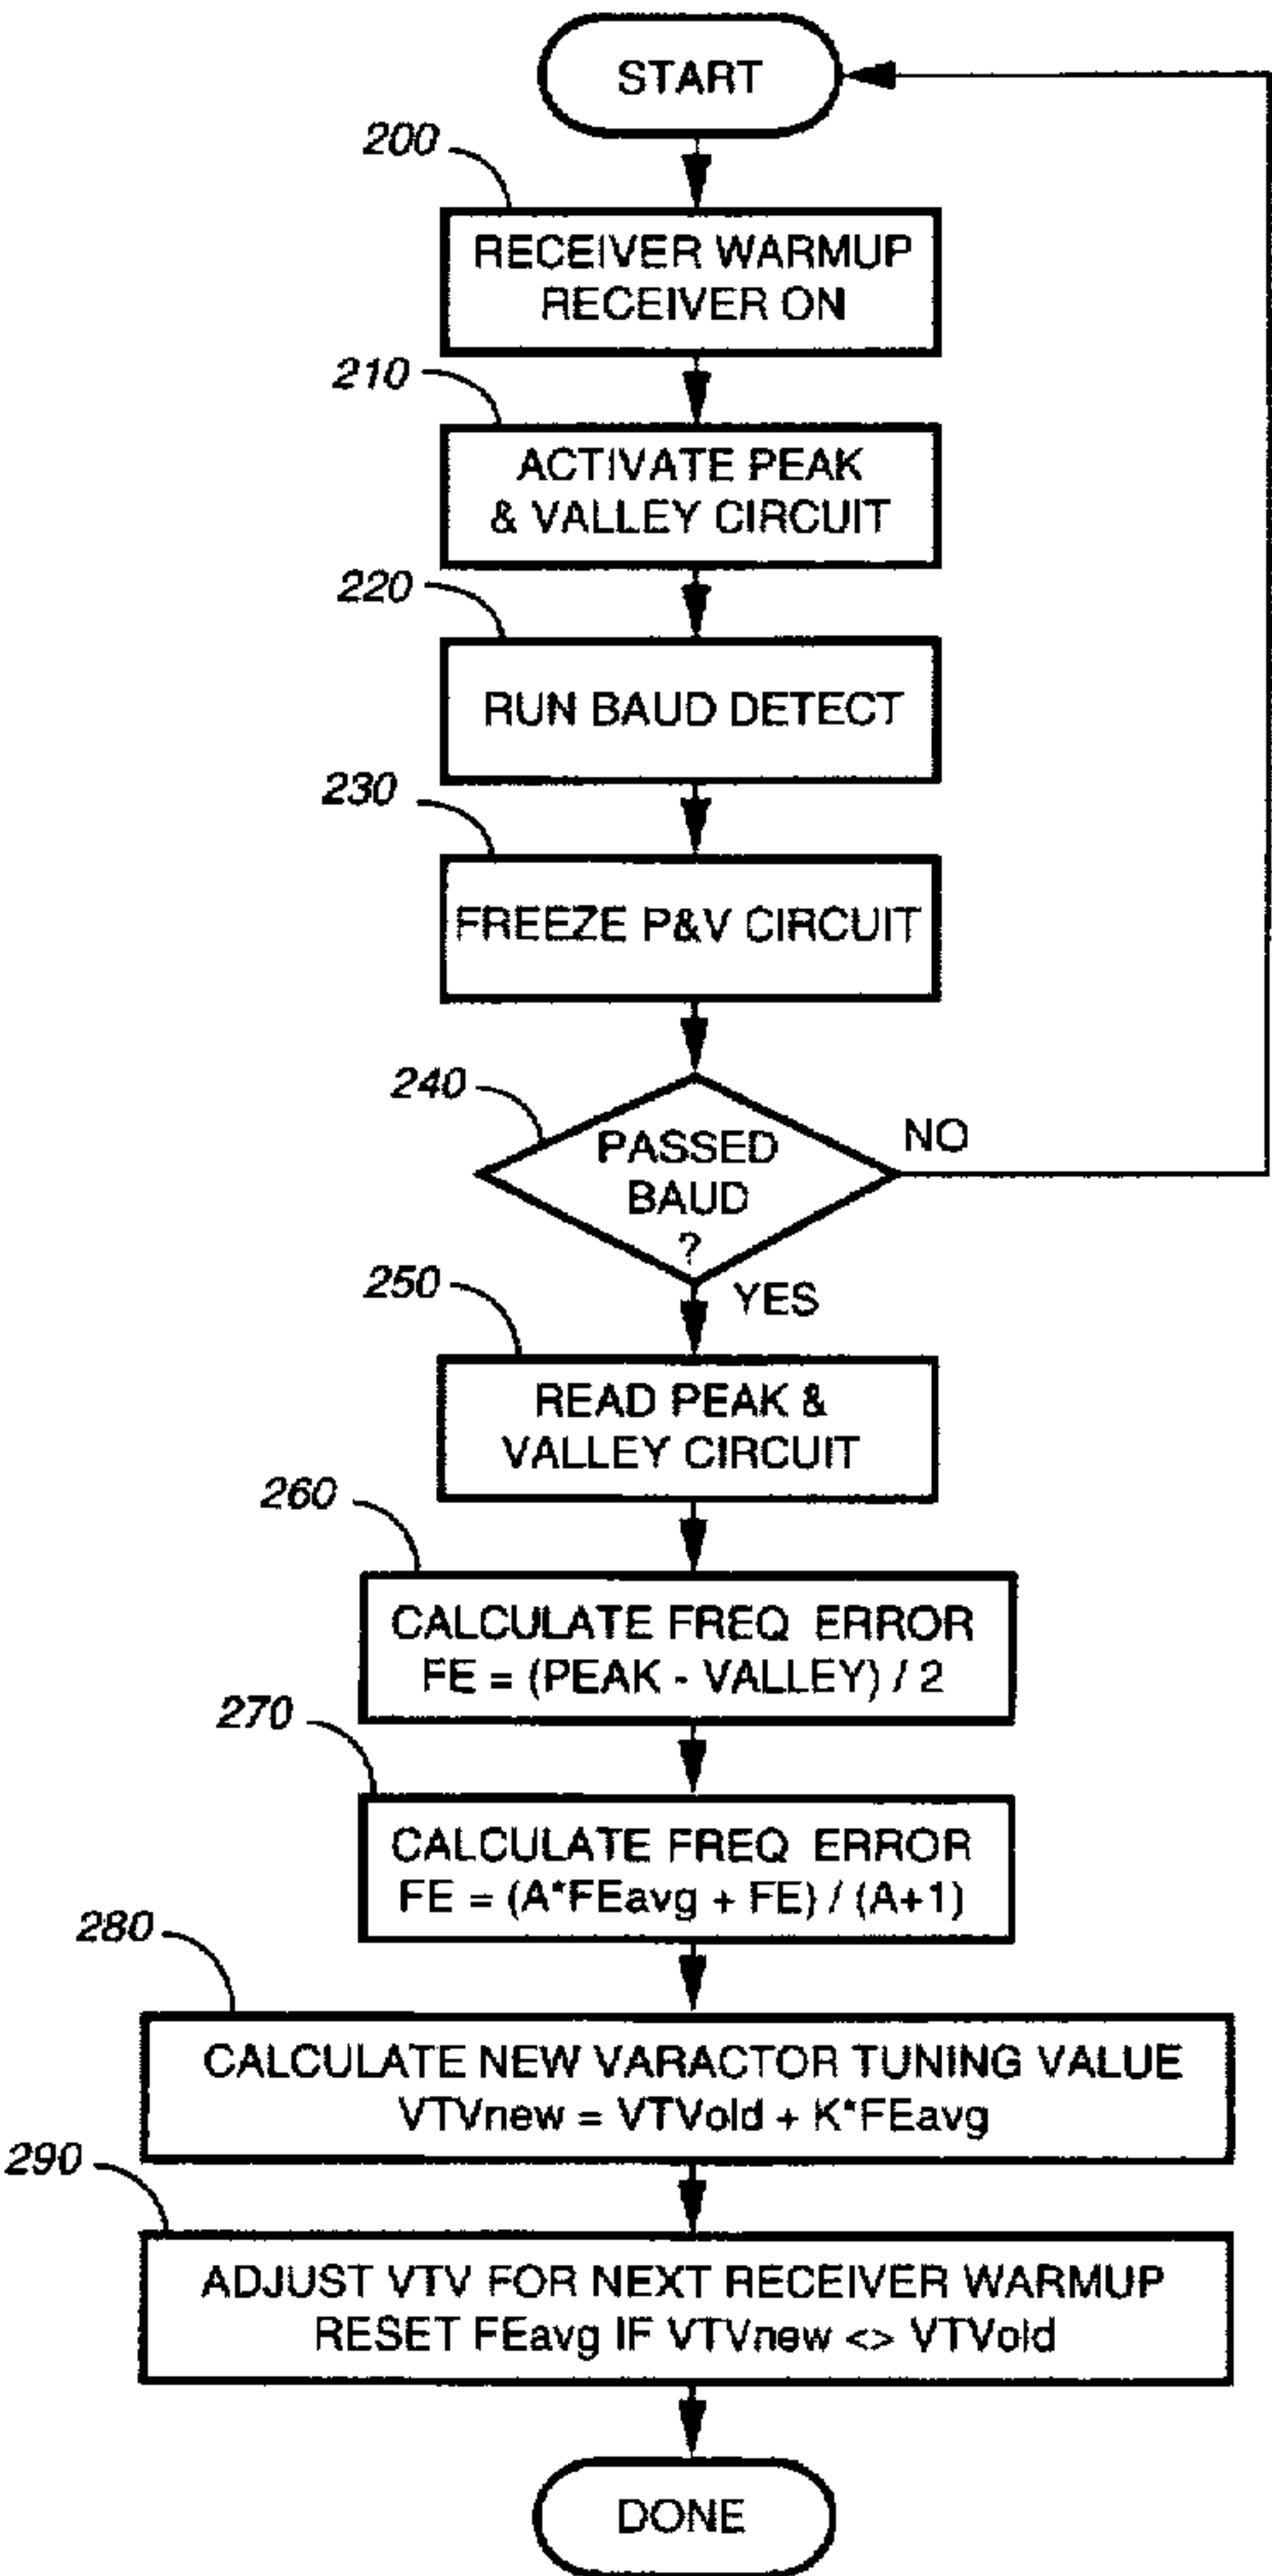 START
200
RECEIVER WARMUP
RECEIVER ON
210
ACTIVATE PEAK
& VALLEY CIRCUIT
220
RUN BAUD DETECT
230
FREEZE P&V CIRCUIT
240
PASSED
BAUD
?
NO
YES
250
READ PEAK &
VALLEY CIRCUIT
260
CALCULATE FREQ ERROR
FE = (PEAK - VALLEY) / 2
270
CALCULATE FREQ ERROR
FE = (A*FEavg + FE) / (A+1)
280
CALCULATE NEW VARACTOR TUNING VALUE
VTVnew = VTVold + K*FEavg
290
ADJUST VTV FOR NEXT RECEIVER WARMUP
RESET FEavg IF VTVnew <> VTVold
DONE